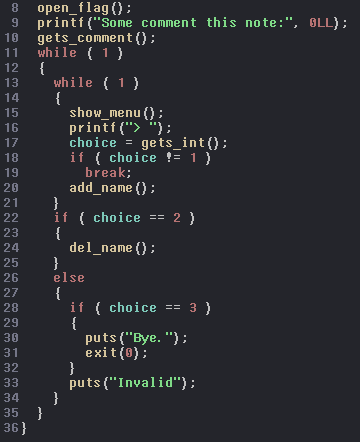 8 open_flag();
9 printf("Some comment this note:", 0LL);
10 gets_comment();
11 while ( 1 )
12 {
13 while ( 1 )
14 {
15 show_menu();
16 printf("> ");
17 choice = gets_int();
18 if ( choice != 1 )
19 break;
20 add_name();
21 }
22 if ( choice == 2 )
23 {
24 del_name();
25 }
26 else
27 {
28 if ( choice == 3 )
29 {
30 puts("Bye.");
31 exit(0);
32 }
33 puts("Invalid");
34 }
35 }
36 }